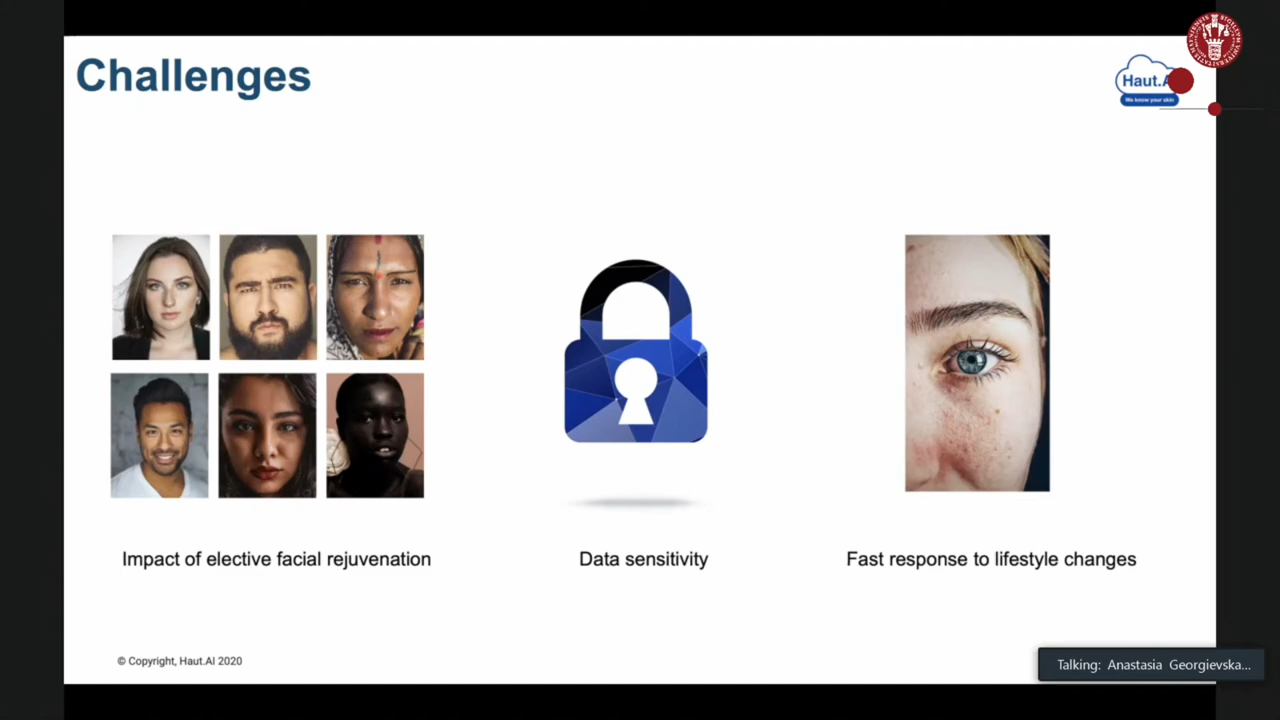 Challenges
Haut.A
We know your skin
Impact of elective facial rejuvenation
Data sensitivity
Fast response to lifestyle changes
© Copyright, Haut.AI 2020
Talking: Anastasia Georgievska...